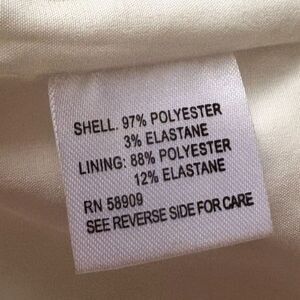 SHELL. 97% POLYESTER
3% ELASTANE
LINING: 88% POLYESTER
12% ELASTANE
RN 58909
SEE REVERSE SIDE FOR CARE